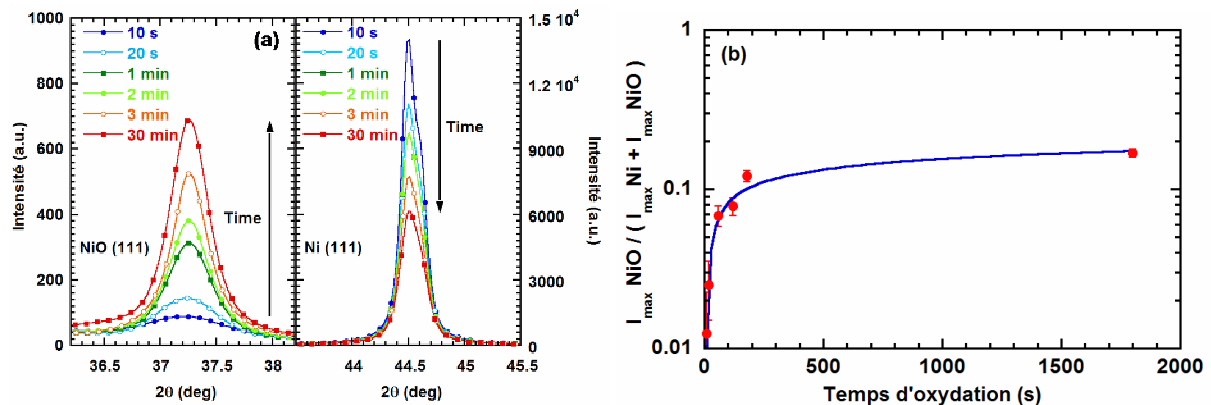 (a)
1000
800
600
400
200
0
Intensité (a.u.)
10 s
20 s
1 min
2 min
3 min
30 min
Time
NiO (111)
36.5 37 37.5 38
2θ (deg)
10 s
20 s
1 min
2 min
3 min
30 min
Time
Ni (111)
44 44.5 45 45.5
2θ (deg)
1.5 10⁴
1.2 10⁴
9000
6000
3000
0
Intensité (a.u.)
(b)
1
0.1
0.01
I max NiO / ( I max Ni + I max NiO )
0 500 1000 1500 2000
Temps d'oxydation (s)